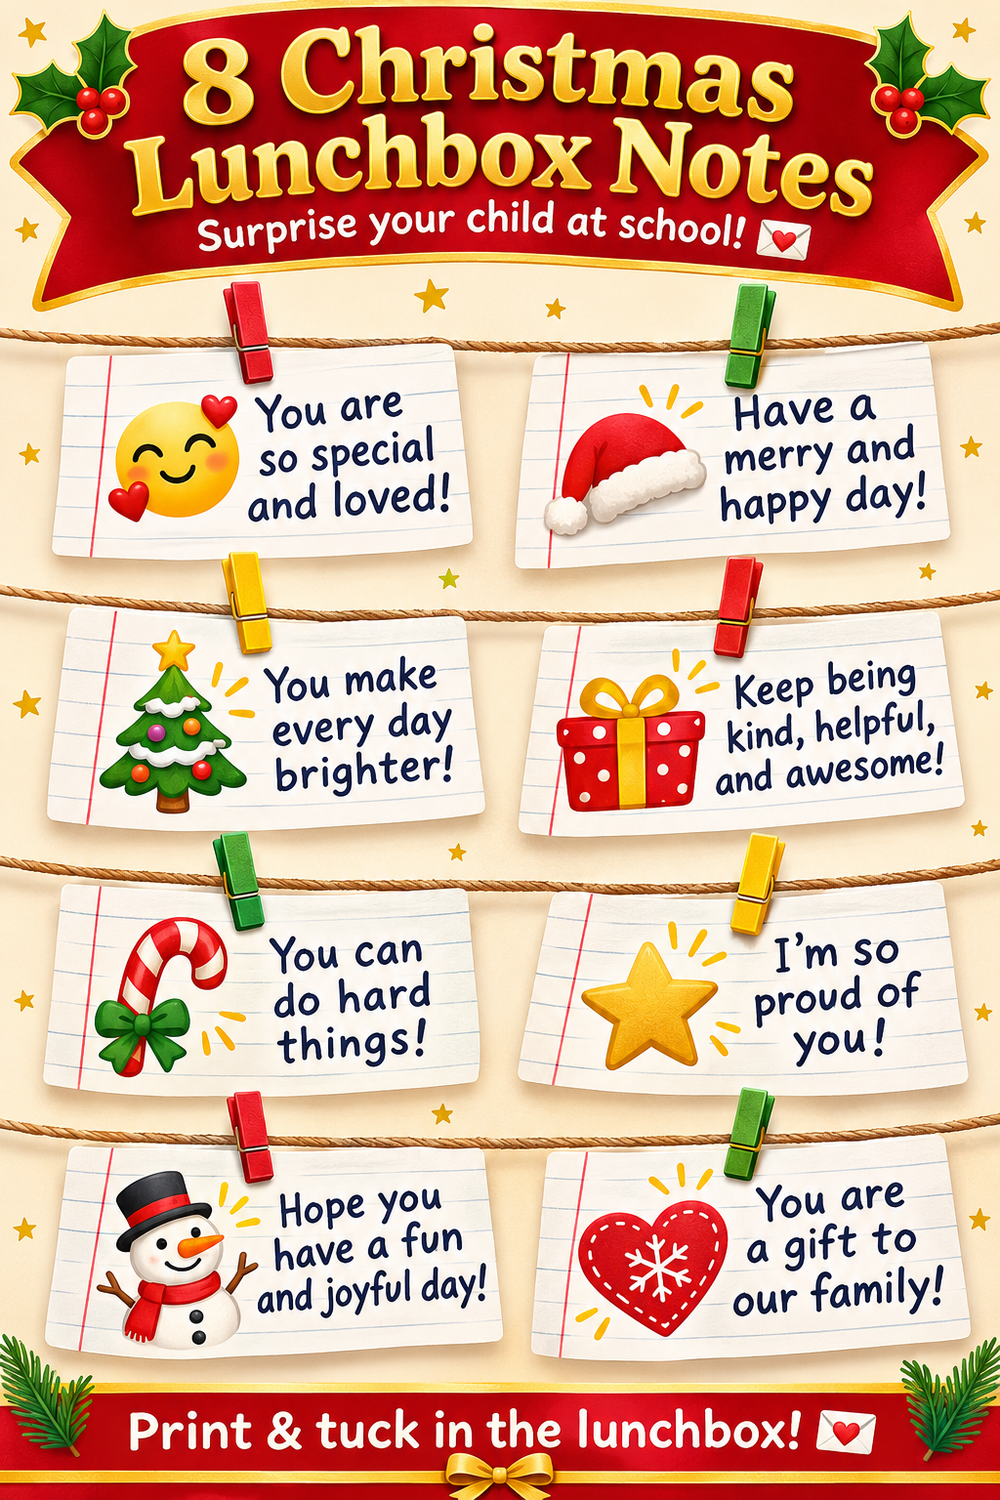 8 Christmas
Lunchbox Notes
Surprise your child at school!
You are
so special
and loved!
Have a
merry and
happy day!
You make
every day
brighter!
Keep being
kind, helpful,
and awesome!
You can
do hard
things!
I'm so
proud of
you!
Hope you
have a fun
and joyful day!
You are
a gift to
our family!
Print & tuck in the lunchbox!